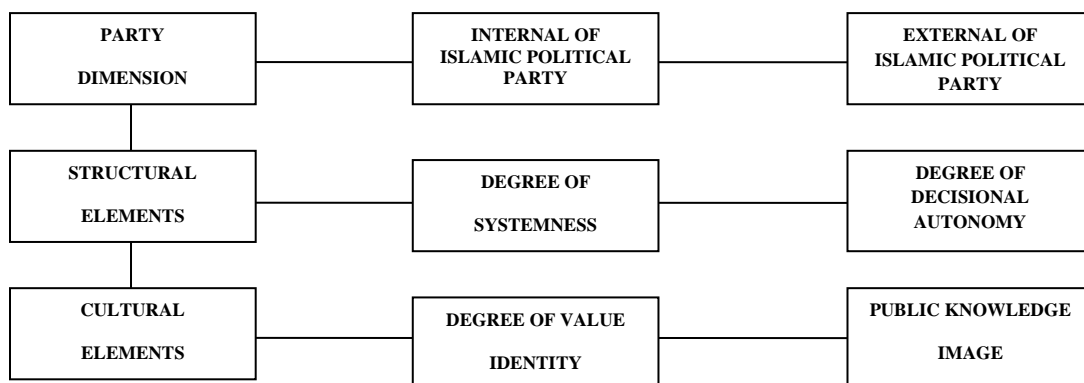 PARTY
DIMENSION
INTERNAL OF
ISLAMIC POLITICAL
PARTY
EXTERNAL OF
ISLAMIC POLITICAL
PARTY
STRUCTURAL
ELEMENTS
DEGREE OF
SYSTEMNESS
DEGREE OF
DECISIONAL
AUTONOMY
CULTURAL
ELEMENTS
DEGREE OF VALUE
IDENTITY
PUBLIC KNOWLEDGE
IMAGE